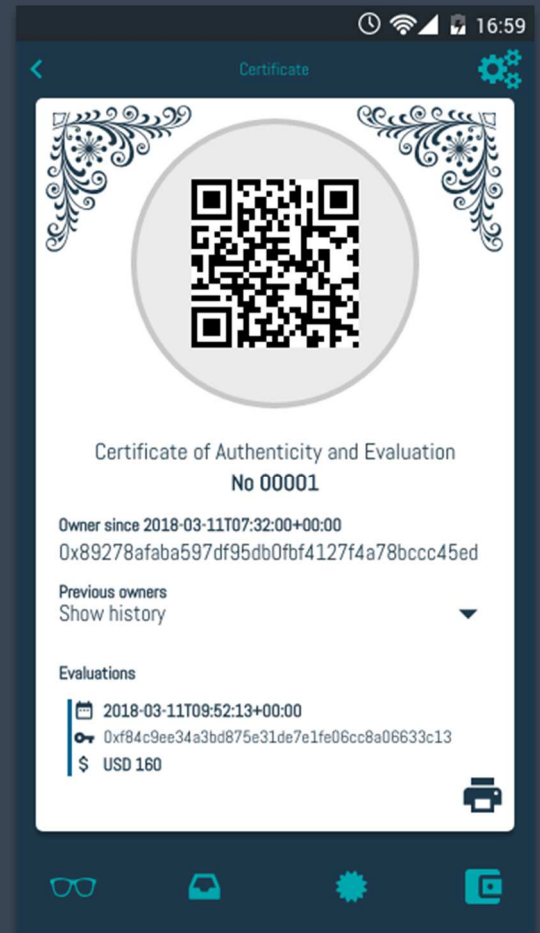 16:59
Certificate
Certificate of Authenticity and Evaluation
No 00001
Owner since 2018-03-11T07:32:00+00:00
0x89278afaba597df95db0fbf4127f4a78bccc45ed
Previous owners
Show history
Evaluations
2018-03-11T09:52:13+00:00
0xf84c9ee34a3bd875e31de7e1fe06cc8a06633c13
$ USD 160